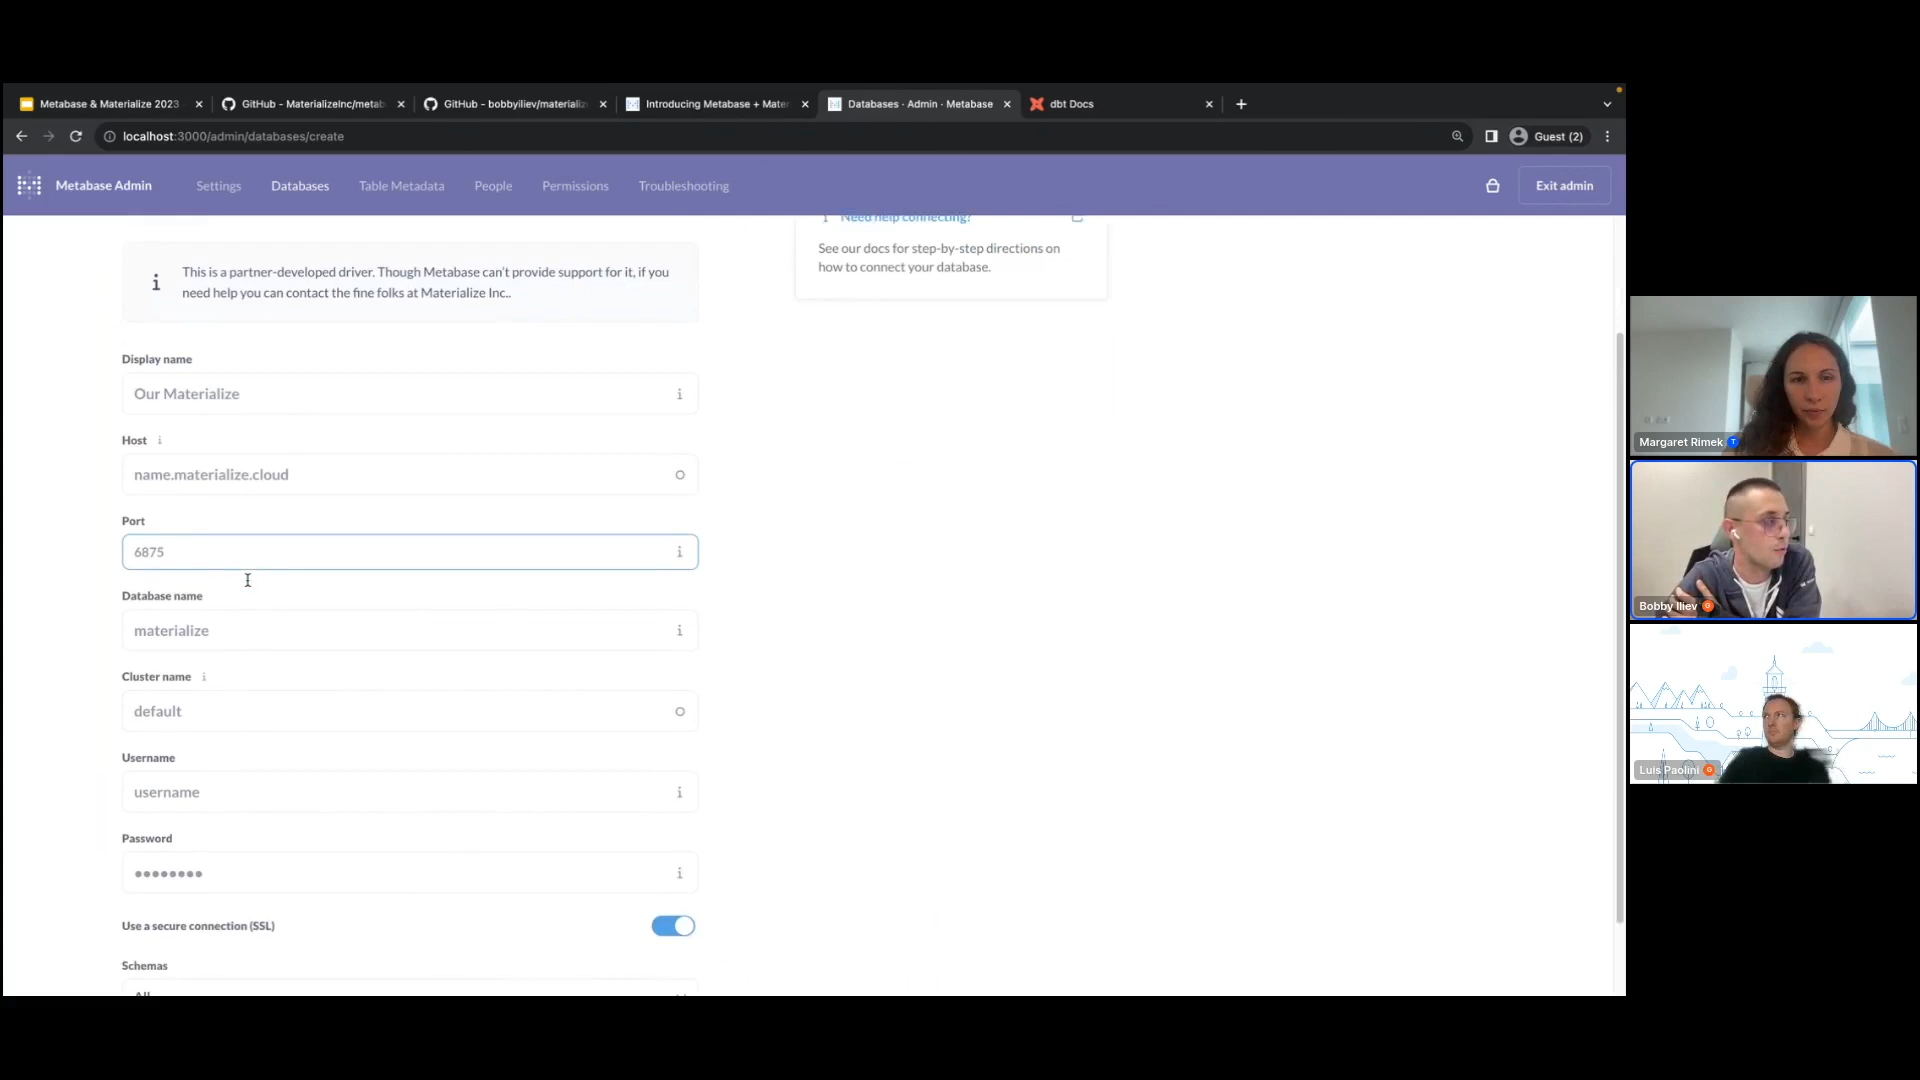 Metabase & Materialize 2023
GitHub - MaterializeInc/metab
GitHub - bobbyiliev/materializ
Introducing Metabase + Mater
Databases · Admin · Metabase
dbt Docs
localhost:3000/admin/databases/create
Guest (2)
Metabase Admin
Settings
Databases
Table Metadata
People
Permissions
Troubleshooting
Exit admin
Need help connecting?
See our docs for step-by-step directions on
how to connect your database.
This is a partner-developed driver. Though Metabase can't provide support for it, if you
need help you can contact the fine folks at Materialize Inc..
Display name
Our Materialize
Host
name.materialize.cloud
Port
6875
Database name
materialize
Cluster name
default
Username
username
Password
••••••••
Use a secure connection (SSL)
Schemas
All
Margaret Rimek
Bobby Iliev
Luis Paolini